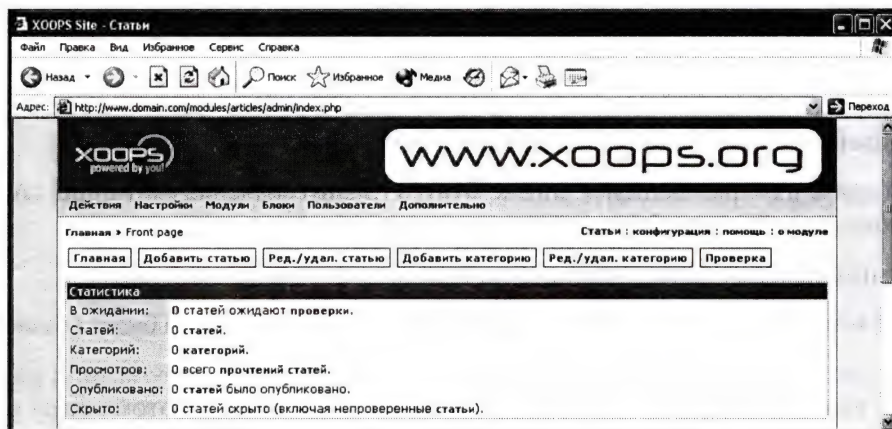 XOOPS Site - Статьи
Файл Правка Вид Избранное Сервис Справка
Назад Поиск Избранное Медиа
Адрес: http://www.domain.com/modules/articles/admin/index.php Переход
xoops powered by you! www.xoops.org
Действия Настройки Модули Блоки Пользователи Дополнительно
Главная > Front page Статьи : конфигурация : помощь : о модуле
Главная Добавить статью Ред./удал. статью Добавить категорию Ред./удал. категорию Проверка
Статистика
В ожидании: 0 статей ожидают проверки.
Статей: 0 статей.
Категорий: 0 категорий.
Просмотров: 0 всего прочтений статей.
Опубликовано: 0 статей было опубликовано.
Скрыто: 0 статей скрыто (включая непроверенные статьи).